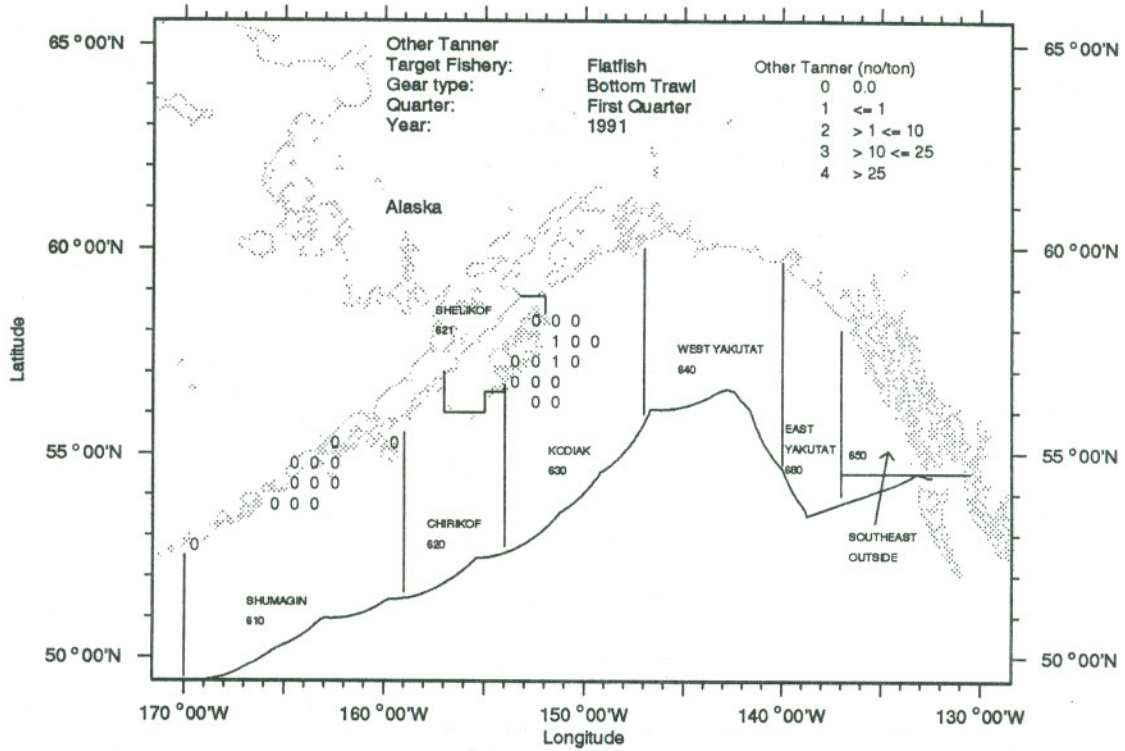 65 °00'N
Other Tanner
Target Fishery: Flatfish
Gear type: Bottom Trawl
Quarter: First Quarter
Year: 1991
Other Tanner (no/ton)
0 0.0
1 <= 1
2 > 1 <= 10
3 > 10 <= 25
4 > 25
65 °00'N
Alaska
60 °00'N
60 °00'N
Latitude
SHELIKOF
621
0 0 0
1 0 0
0 0 1 0
0 0 0
0 0
WEST YAKUTAT
640
55 °00'N
55 °00'N
0 0
0 0 0
0 0 0
0 0 0
0
KODIAK
630
EAST
YAKUTAT
680
650
CHIRIKOF
620
SOUTHEAST
OUTSIDE
SHUMAGIN
610
50 °00'N
50 °00'N
170 °00'W 160 °00'W 150 °00'W 140 °00'W 130 °00'W
Longitude